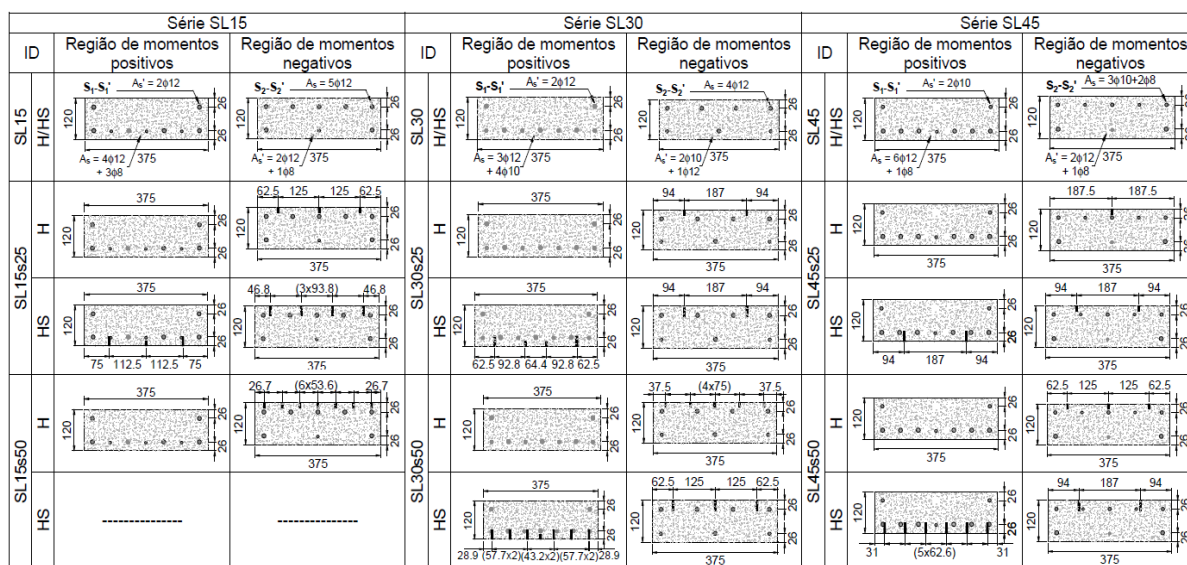 Série SL15 Série SL30 Série SL45
ID Região de momentos positivos Região de momentos negativos ID Região de momentos positivos Região de momentos negativos ID Região de momentos positivos Região de momentos negativos
SL15 H/HS
S₁-S₁' Aₛ' = 2ϕ12
120 26 26
Aₛ = 4ϕ12 + 3ϕ8
375
S₂-S₂' Aₛ = 5ϕ12
120 26 26
Aₛ' = 2ϕ12 + 1ϕ8
375
SL30 H/HS
S₁-S₁' Aₛ' = 2ϕ12
120 26 26
Aₛ = 3ϕ12 + 4ϕ10
375
S₂-S₂' Aₛ = 4ϕ12
120 26 26
Aₛ' = 2ϕ10 + 1ϕ12
375
SL45 H/HS
S₁-S₁' Aₛ' = 2ϕ10
120 26 26
Aₛ = 6ϕ12 + 1ϕ8
375
S₂-S₂' Aₛ = 3ϕ10+2ϕ8
120 26 26
Aₛ' = 2ϕ12 + 1ϕ8
375
SL15s25
H
375
120 26 26
62.5 125 125 62.5
120 26 26
375
SL30s25
H
375
120 26 26
94 187 94
120 26 26
375
SL45s25
H
375
120 26 26
187.5 187.5
120 26 26
375
HS
375
120 26 26
75 112.5 112.5 75
46.8 (3x93.8) 46.8
120 26 26
375
HS
375
120 26 26
62.5 92.8 64.4 92.8 62.5
94 187 94
120 26 26
375
HS
375
120 26 26
94 187 94
94 187 94
120 26 26
375
SL15s50
H
375
120 26 26
26.7 (6x53.6) 26.7
120 26 26
375
SL30s50
H
375
120 26 26
37.5 (4x75) 37.5
120 26 26
375
SL45s50
H
375
120 26 26
62.5 125 125 62.5
120 26 26
375
HS
--------------
--------------
HS
375
120 26 26
28.9 (57.7x2)(43.2x2)(57.7x2) 28.9
62.5 125 125 62.5
120 26 26
375
HS
375
120 26 26
31 (5x62.6) 31
94 187 94
120 26 26
375